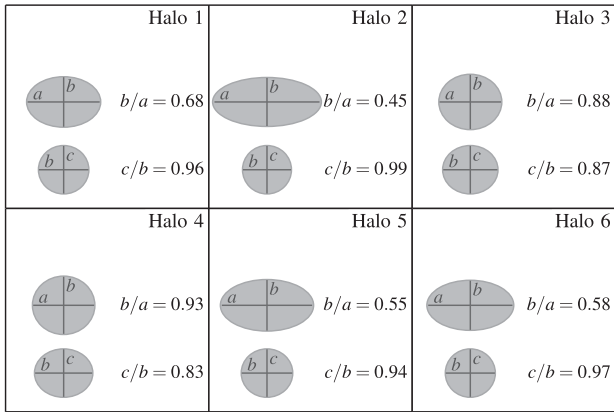 Halo 1
a b
b/a = 0.68
b c
c/b = 0.96
Halo 2
a b
b/a = 0.45
b c
c/b = 0.99
Halo 3
a b
b/a = 0.88
b c
c/b = 0.87
Halo 4
a b
b/a = 0.93
b c
c/b = 0.83
Halo 5
a b
b/a = 0.55
b c
c/b = 0.94
Halo 6
a b
b/a = 0.58
b c
c/b = 0.97